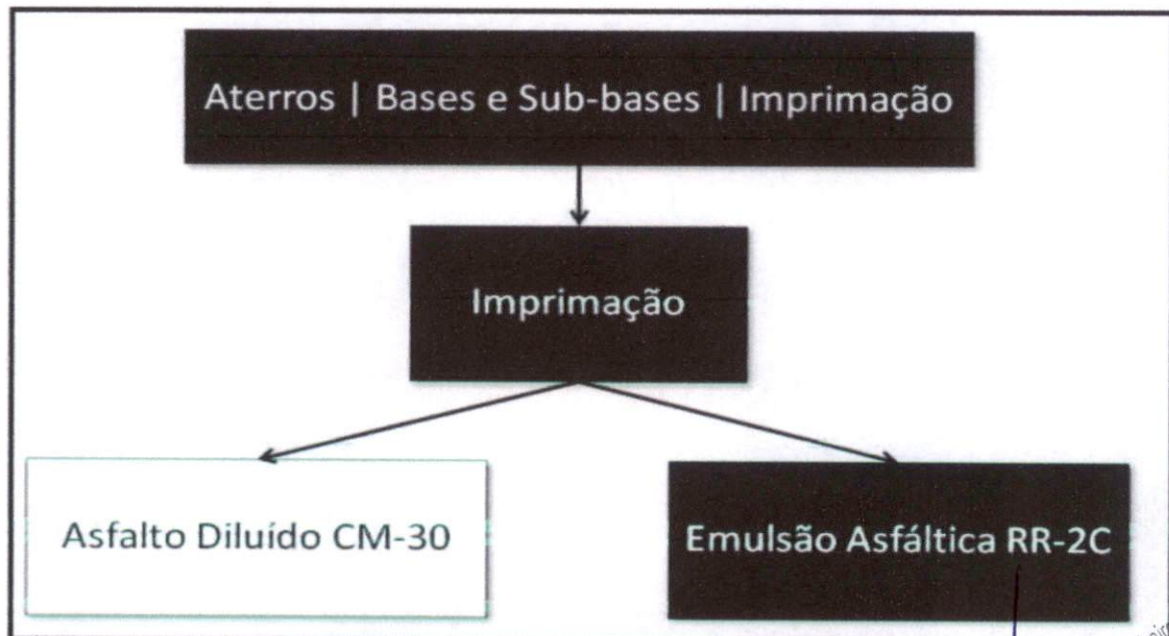 Aterros | Bases e Sub-bases | Imprimação
Imprimação
Asfalto Diluído CM-30
Emulsão Asfáltica RR-2C